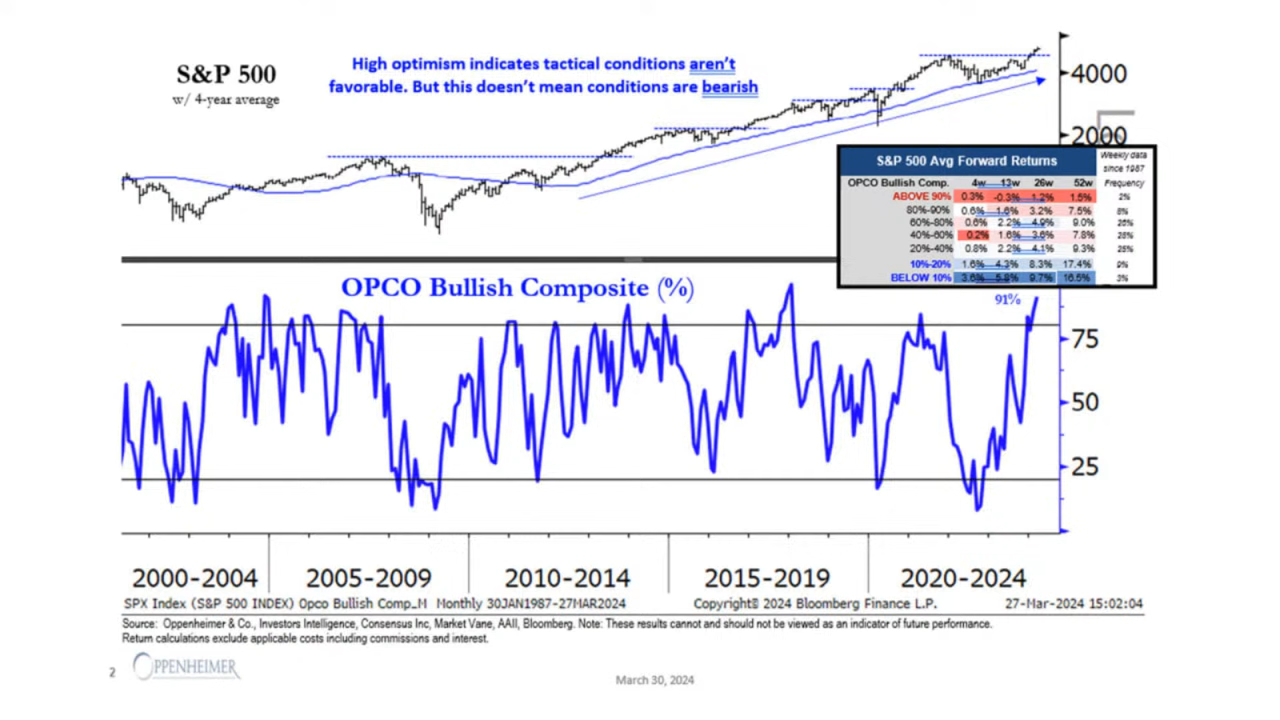 S&P 500
w/ 4-year average
High optimism indicates tactical conditions aren't
favorable. But this doesn't mean conditions are bearish
4000
2000
S&P 500 Avg Forward Returns
Weekly data
since 1987
OPCO Bullish Comp. 4w 13w 26w 52w Frequency
ABOVE 90% 0.3% -0.3% 1.2% 1.5% 2%
80%-90% 0.6% 1.6% 3.2% 7.5% 8%
60%-80% 0.6% 2.2% 4.9% 9.0% 25%
40%-60% 0.2% 1.6% 3.6% 7.8% 28%
20%-40% 0.8% 2.2% 4.1% 9.3% 25%
10%-20% 1.6% 4.3% 8.3% 17.4% 9%
BELOW 10% 3.6% 5.8% 9.7% 16.5% 3%
OPCO Bullish Composite (%)
91%
75
50
25
2000-2004 2005-2009 2010-2014 2015-2019 2020-2024
SPX Index (S&P 500 INDEX) Opco Bullish Comp_M Monthly 30JAN1987-27MAR2024 Copyright© 2024 Bloomberg Finance L.P. 27-Mar-2024 15:02:04
Source: Oppenheimer & Co., Investors Intelligence, Consensus Inc, Market Vane, AAII, Bloomberg. Note: These results cannot and should not be viewed as an indicator of future performance.
Return calculations exclude applicable costs including commissions and interest.
2 OPPENHEIMER
March 30, 2024